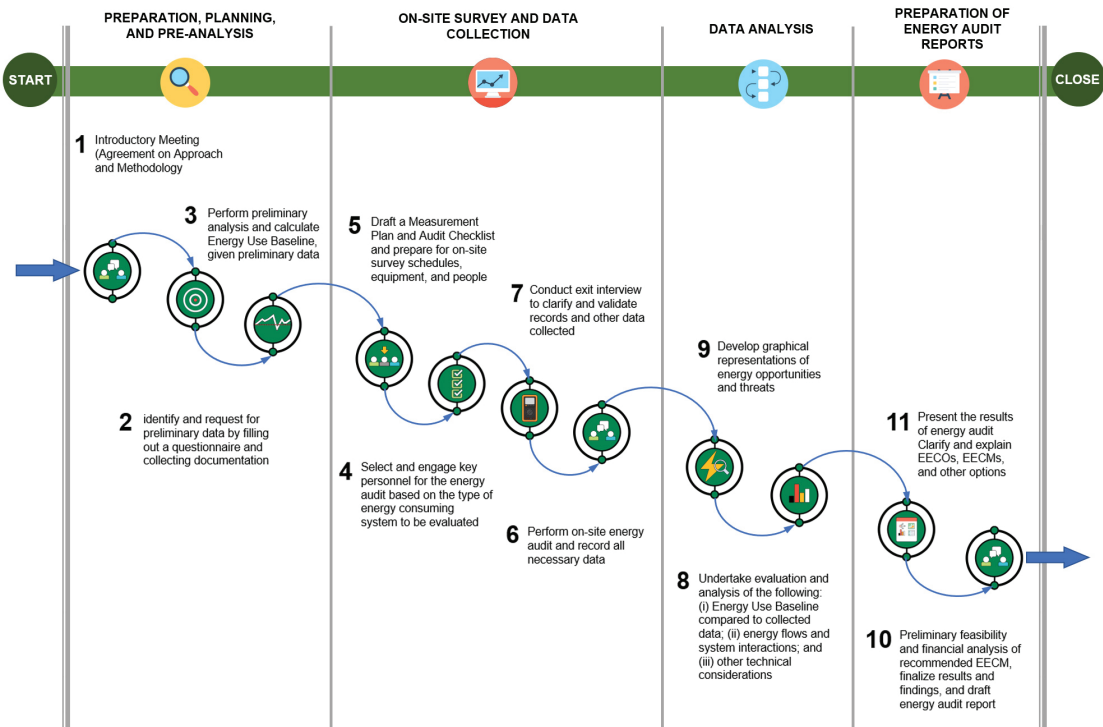 PREPARATION, PLANNING,
AND PRE-ANALYSIS
ON-SITE SURVEY AND DATA
COLLECTION
DATA ANALYSIS
PREPARATION OF
ENERGY AUDIT
REPORTS
START
CLOSE
1 Introductory Meeting
(Agreement on Approach
and Methodology
2 identify and request for
preliminary data by filling
out a questionnaire and
collecting documentation
3 Perform preliminary
analysis and calculate
Energy Use Baseline,
given preliminary data
4 Select and engage key
personnel for the energy
audit based on the type of
energy consuming
system to be evaluated
5 Draft a Measurement
Plan and Audit Checklist
and prepare for on-site
survey schedules,
equipment, and people
6 Perform on-site energy
audit and record all
necessary data
7 Conduct exit interview
to clarify and validate
records and other data
collected
8 Undertake evaluation and
analysis of the following:
(i) Energy Use Baseline
compared to collected
data; (ii) energy flows and
system interactions; and
(iii) other technical
considerations
9 Develop graphical
representations of
energy opportunities
and threats
10 Preliminary feasibility
and financial analysis of
recommended EECM,
finalize results and
findings, and draft
energy audit report
11 Present the results
of energy audit
Clarify and explain
EECOs, EECMs,
and other options